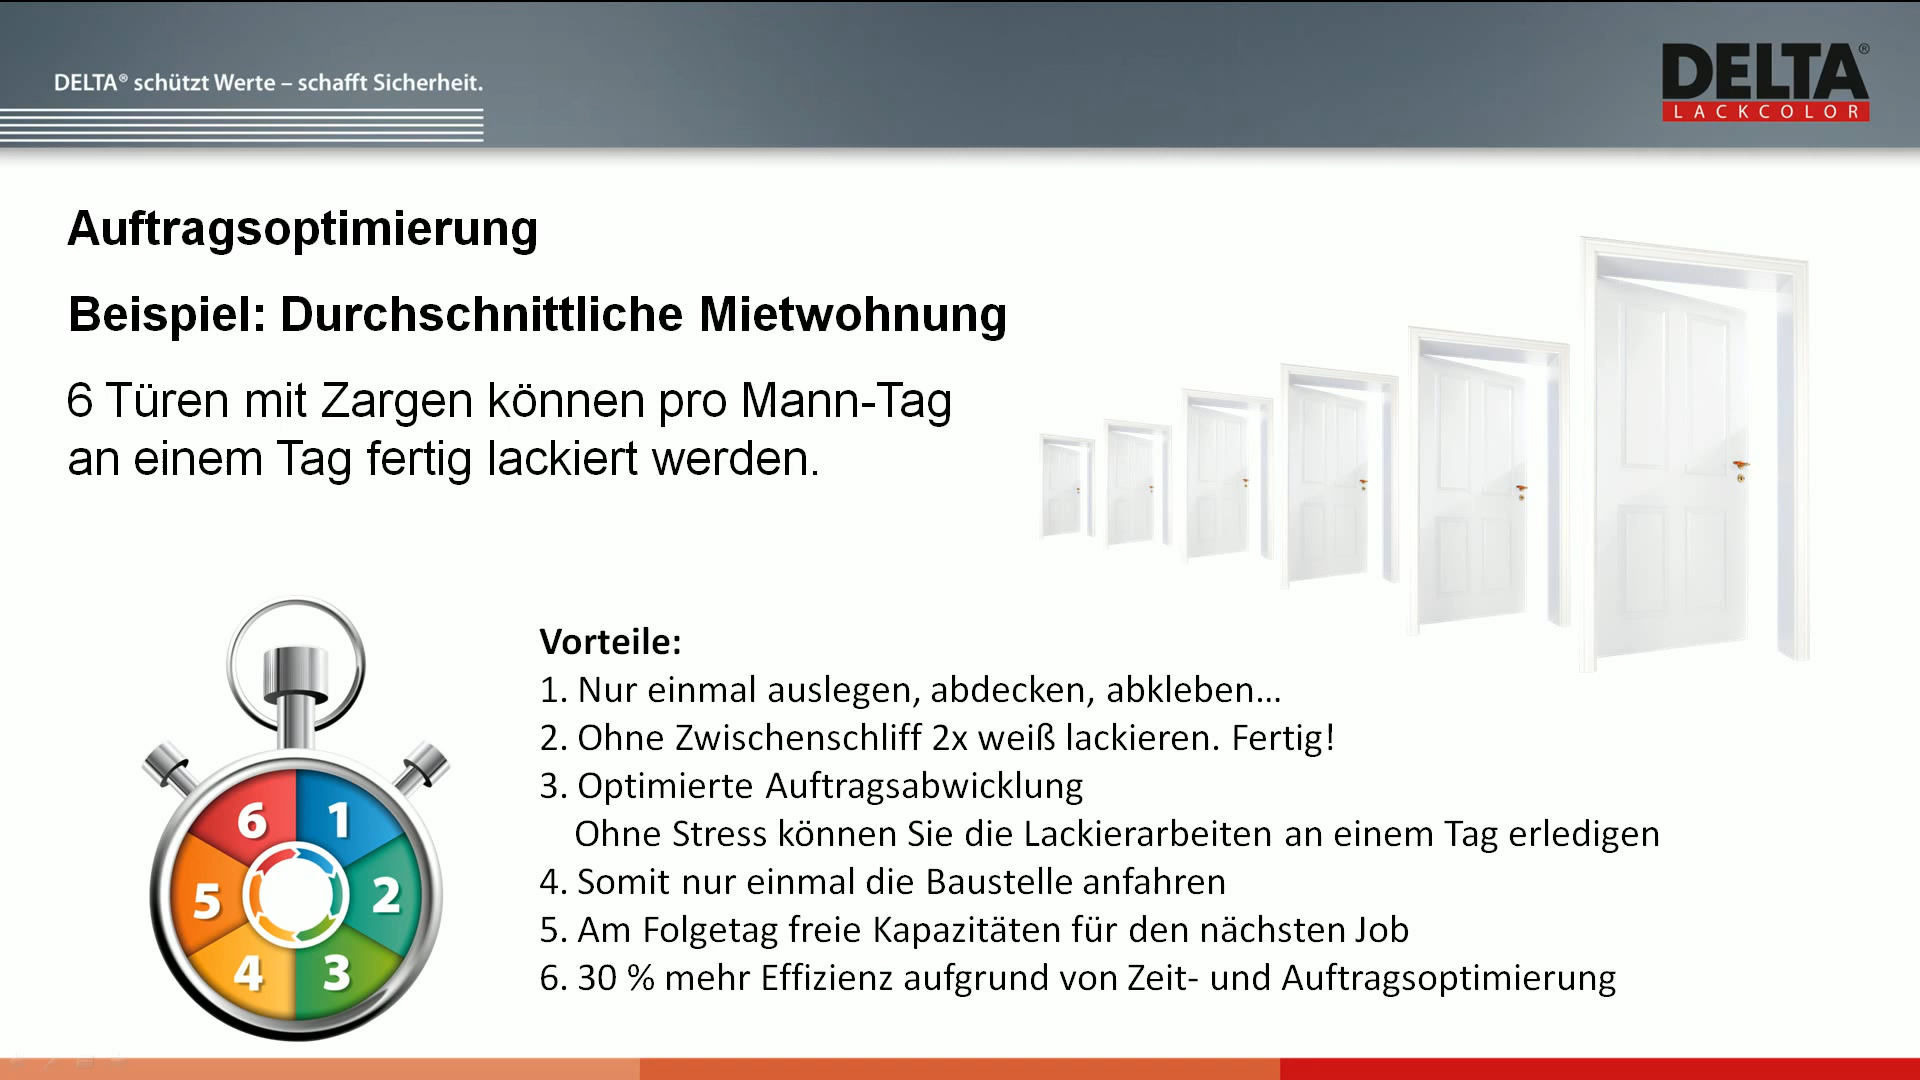 DELTA® schützt Werte – schafft Sicherheit.
DELTA®
LACKCOLOR
Auftragsoptimierung
Beispiel: Durchschnittliche Mietwohnung
6 Türen mit Zargen können pro Mann-Tag
an einem Tag fertig lackiert werden.
Vorteile:
1. Nur einmal auslegen, abdecken, abkleben...
2. Ohne Zwischenschliff 2x weiß lackieren. Fertig!
3. Optimierte Auftragsabwicklung
Ohne Stress können Sie die Lackierarbeiten an einem Tag erledigen
4. Somit nur einmal die Baustelle anfahren
5. Am Folgetag freie Kapazitäten für den nächsten Job
6. 30 % mehr Effizienz aufgrund von Zeit- und Auftragsoptimierung
6 1
5 2
4 3